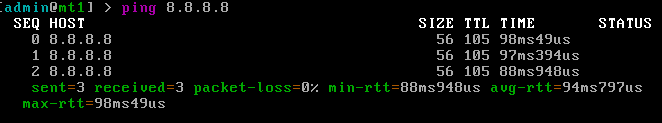 [admin@mt1] > ping 8.8.8.8
SEQ HOST SIZE TTL TIME STATUS
0 8.8.8.8 56 105 98ms49us
1 8.8.8.8 56 105 97ms394us
2 8.8.8.8 56 105 88ms948us
sent=3 received=3 packet-loss=0% min-rtt=88ms948us avg-rtt=94ms797us
max-rtt=98ms49us